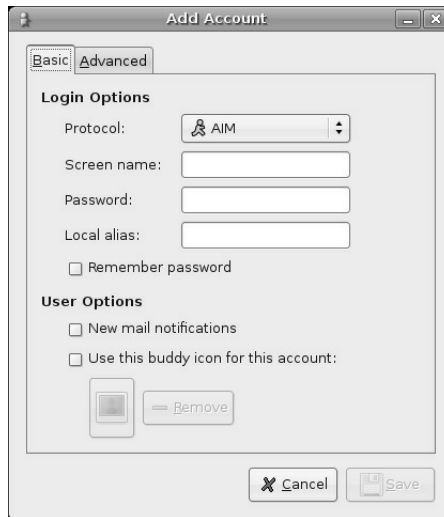 Add Account
Basic Advanced
Login Options
Protocol: AIM
Screen name:
Password:
Local alias:
Remember password
User Options
New mail notifications
Use this buddy icon for this account:
Remove
Cancel Save